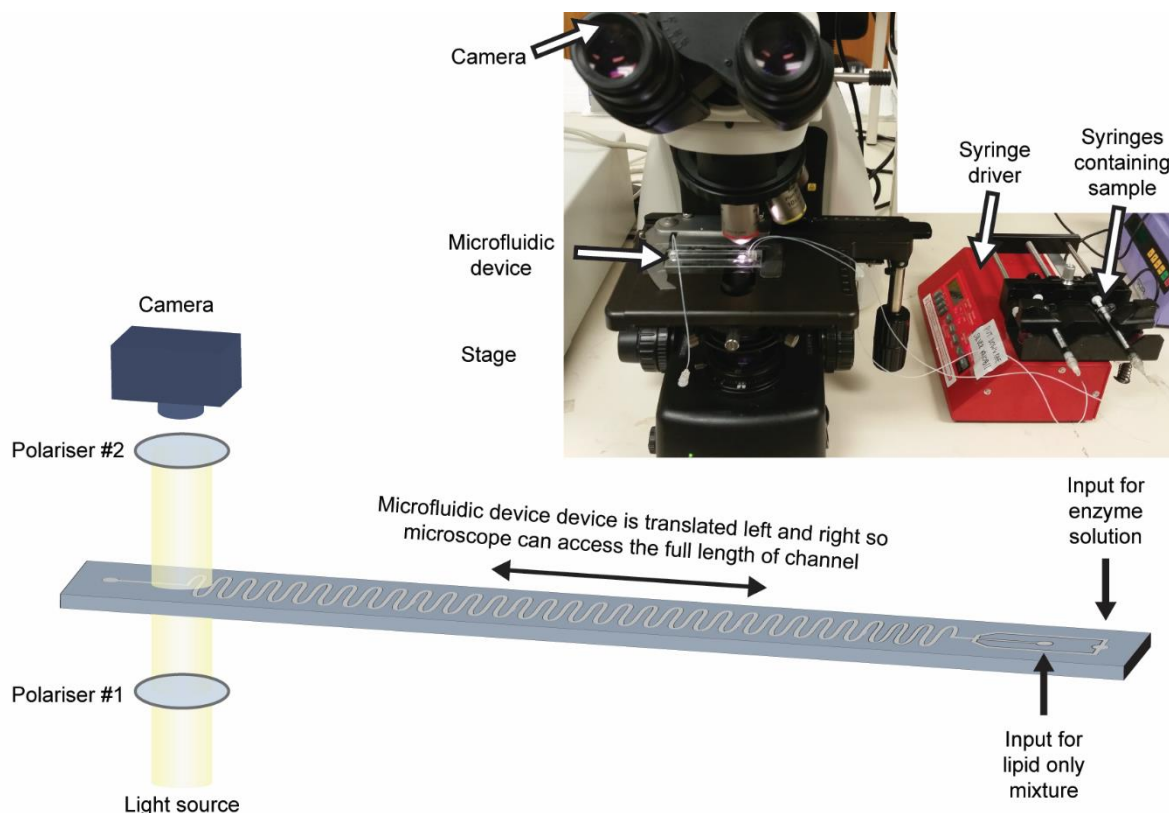 Camera
Syringe
driver
Syringes
containing
sample
Microfluidic
device
Camera
Stage
Polariser #2
Microfluidic device device is translated left and right so
microscope can access the full length of channel
Input for
enzyme
solution
Polariser #1
Input for
lipid only
mixture
Light source